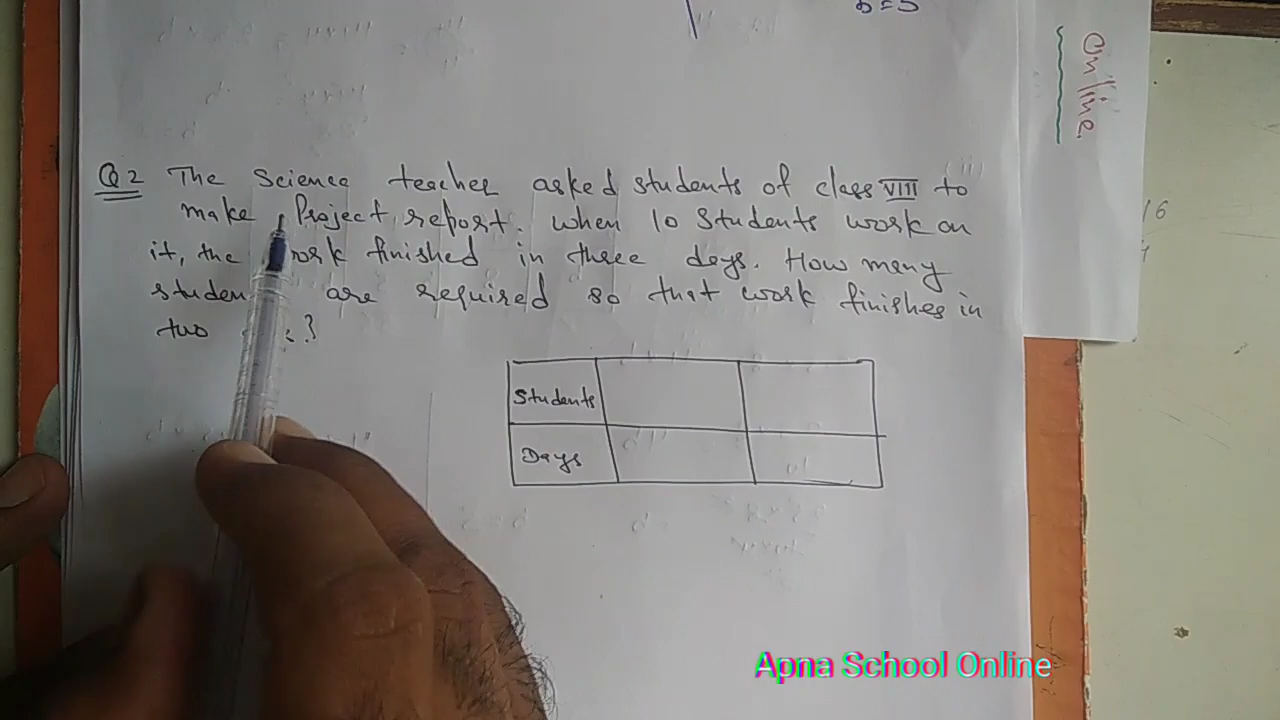 b = 5
Online
Q2 The Science teacher asked students of class VIII to
make Project report. When 10 Students work on
it, the work finished in three days. How many
students are required so that work finishes in
two ?
Students
Days
16
Apna School Online